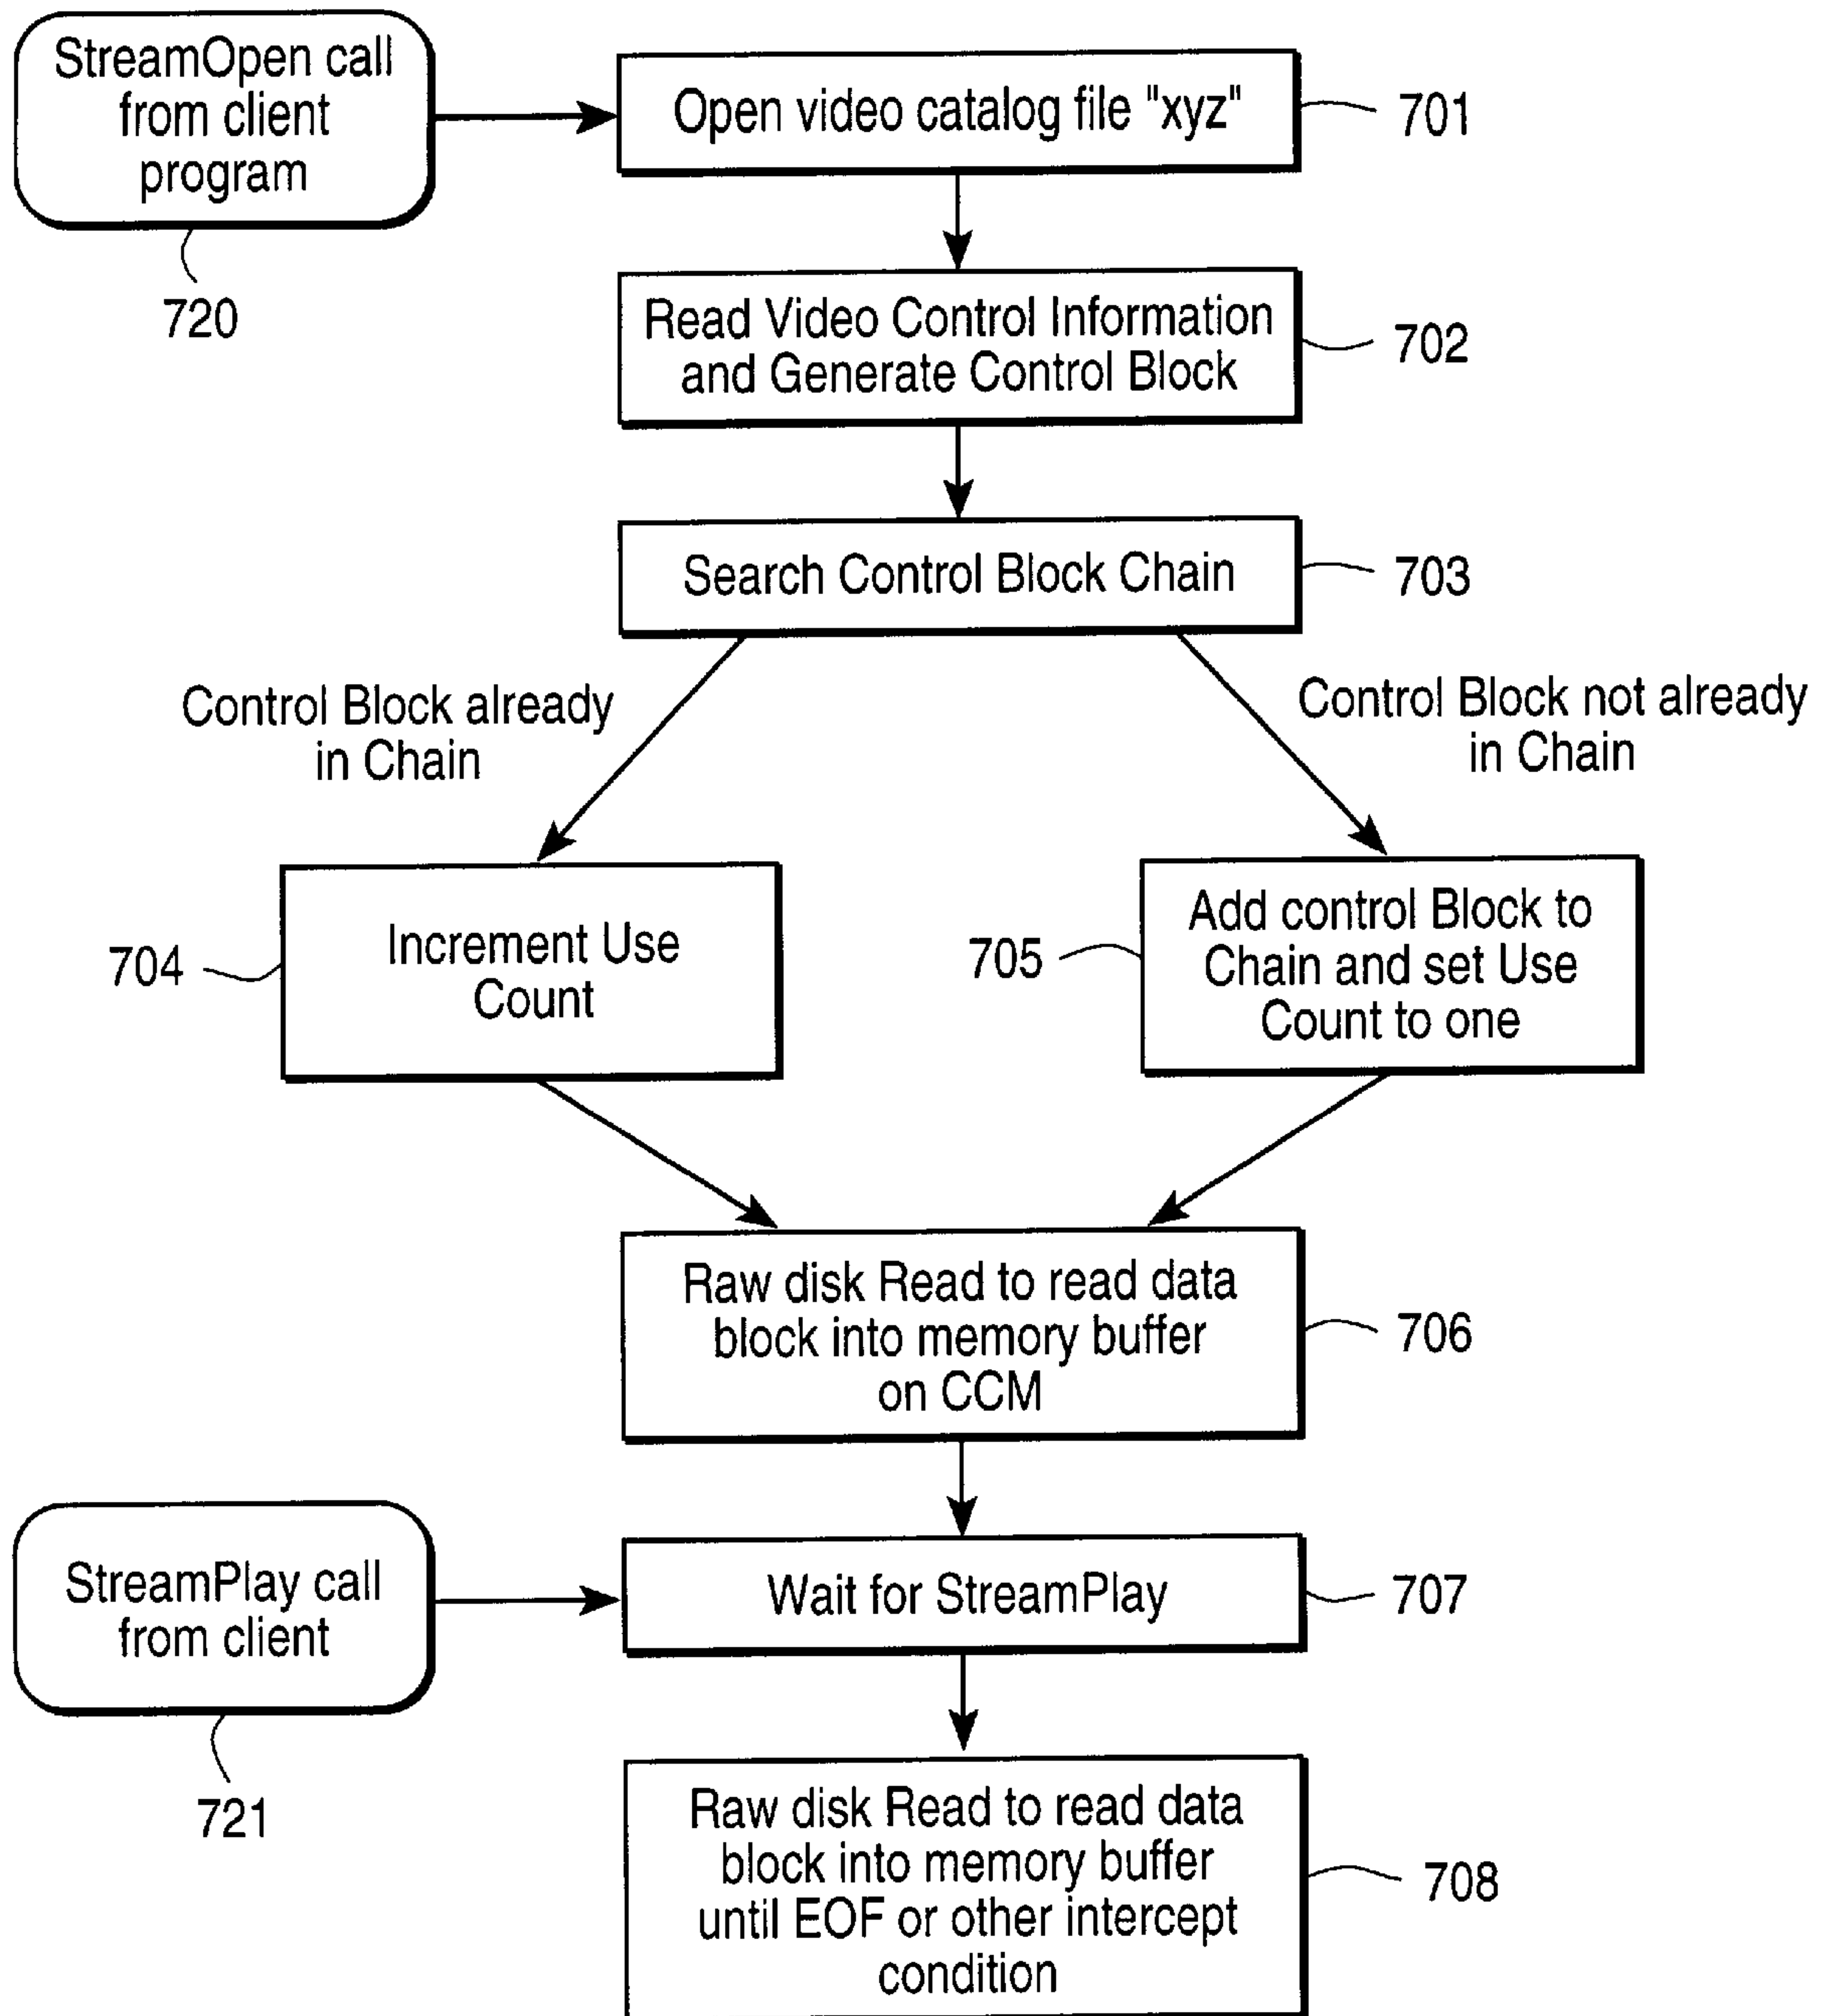 StreamOpen call
from client
program
720
Open video catalog file "xyz"
701
Read Video Control Information
and Generate Control Block
702
Search Control Block Chain
703
Control Block already
in Chain
Control Block not already
in Chain
704
Increment Use
Count
705
Add control Block to
Chain and set Use
Count to one
Raw disk Read to read data
block into memory buffer
on CCM
706
StreamPlay call
from client
721
Wait for StreamPlay
707
Raw disk Read to read data
block into memory buffer
until EOF or other intercept
condition
708